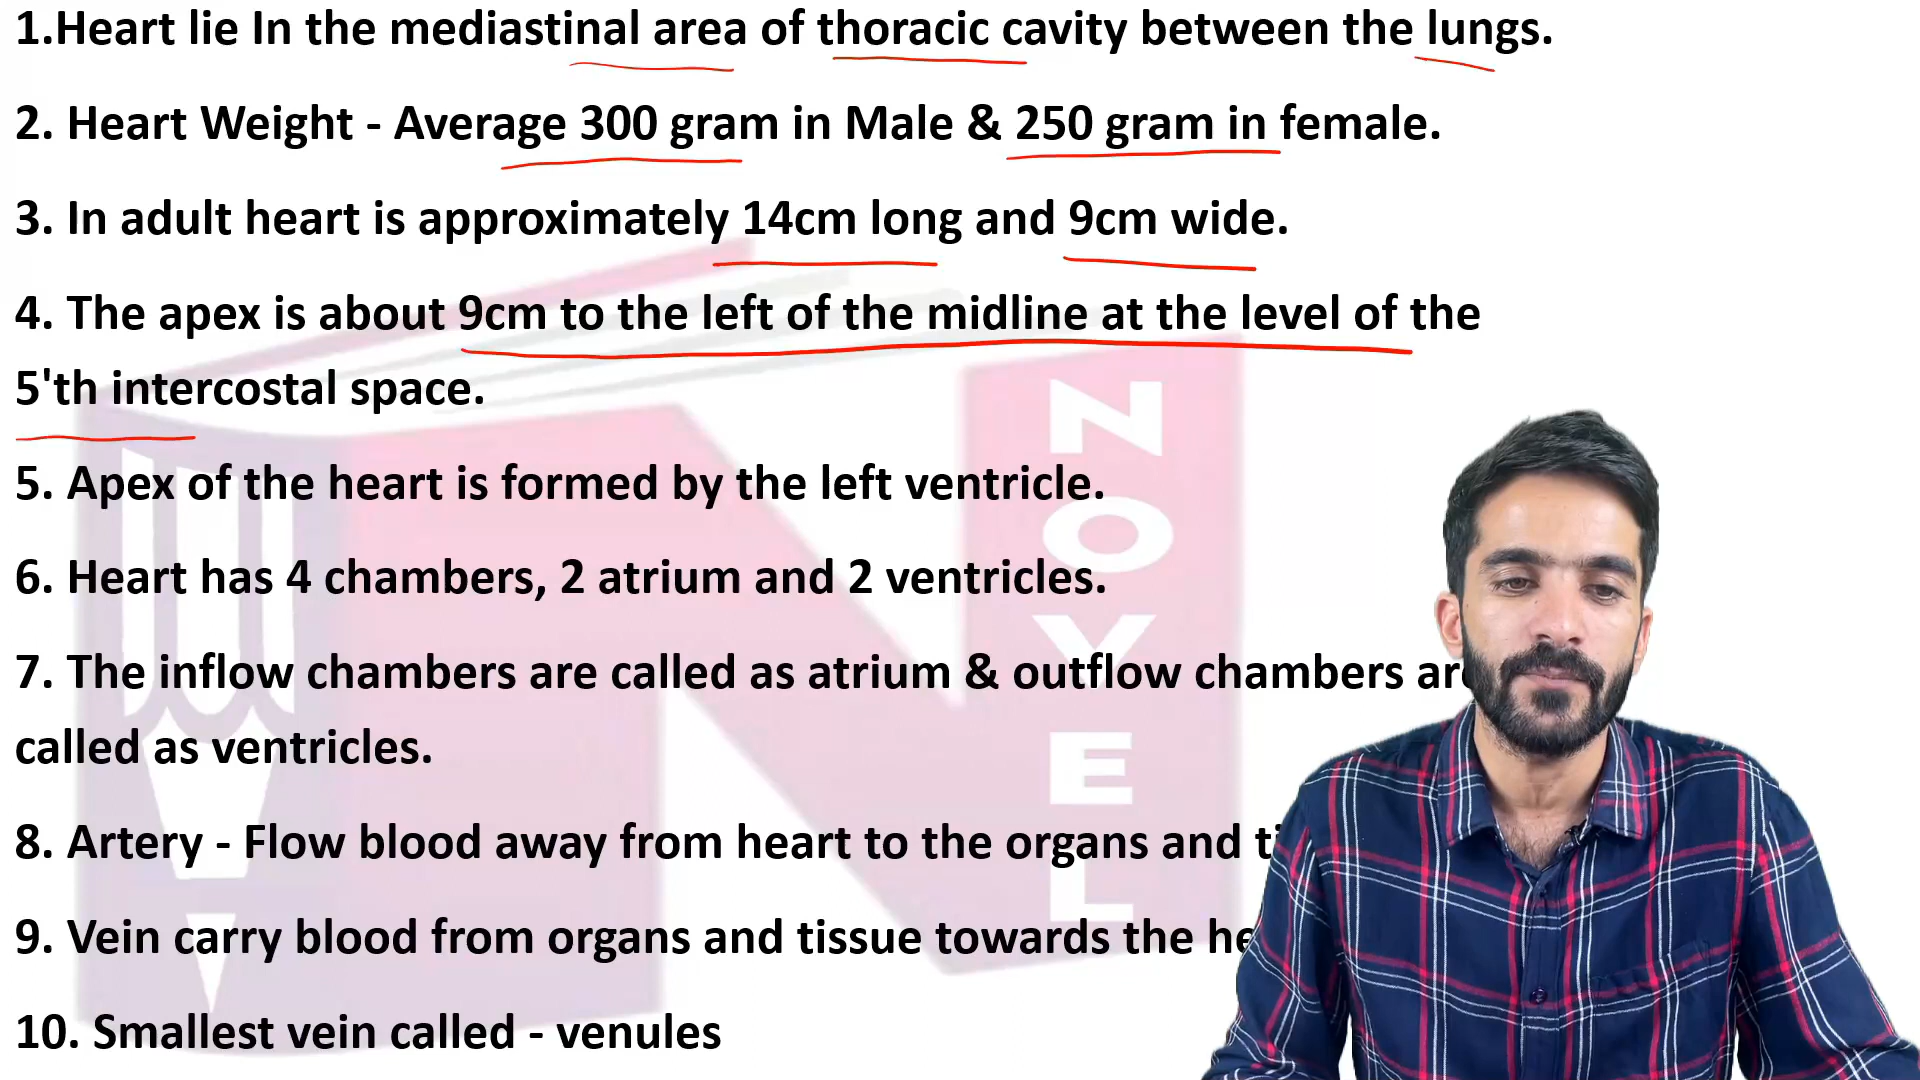 1.Heart lie In the mediastinal area of thoracic cavity between the lungs.
2. Heart Weight - Average 300 gram in Male & 250 gram in female.
3. In adult heart is approximately 14cm long and 9cm wide.
4. The apex is about 9cm to the left of the midline at the level of the
5'th intercostal space.
5. Apex of the heart is formed by the left ventricle.
6. Heart has 4 chambers, 2 atrium and 2 ventricles.
7. The inflow chambers are called as atrium & outflow chambers are
called as ventricles.
8. Artery - Flow blood away from heart to the organs and
9. Vein carry blood from organs and tissue towards the
10. Smallest vein called - venules
NOVEL